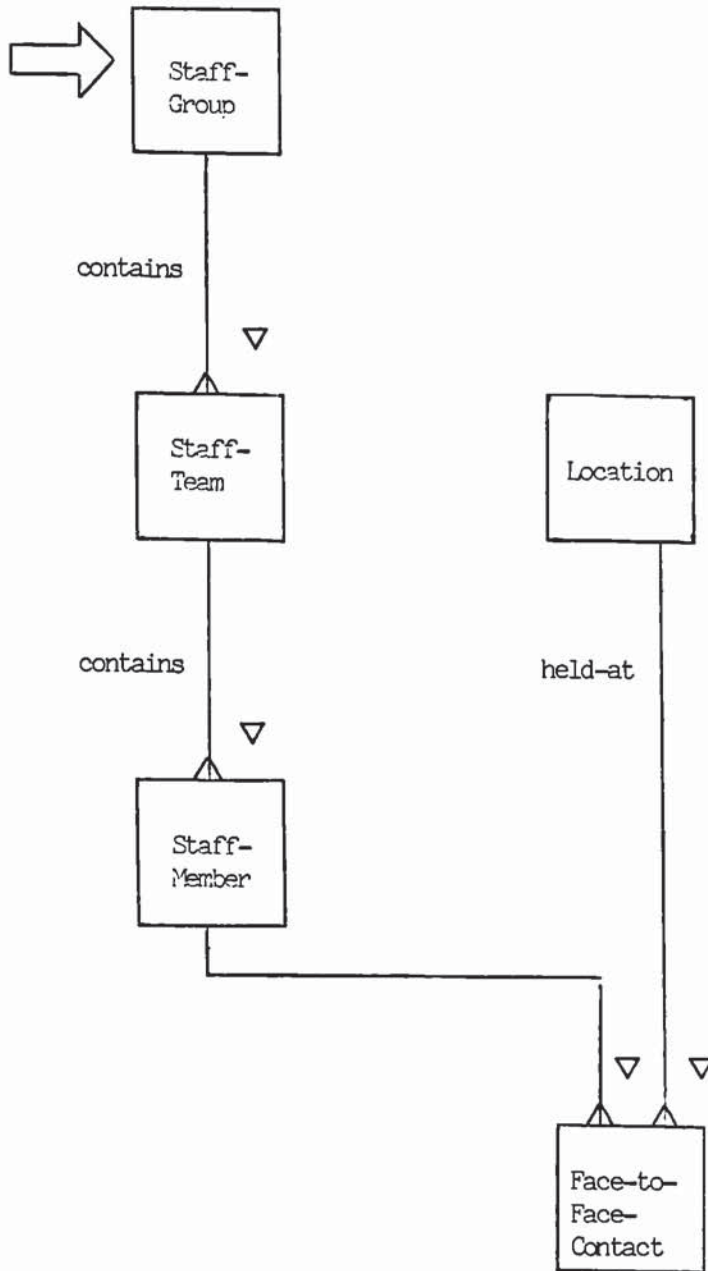 Staff-
Group
contains
Staff-
Team
Location
contains
held-at
Staff-
Member
Face-to-
Face-
Contact